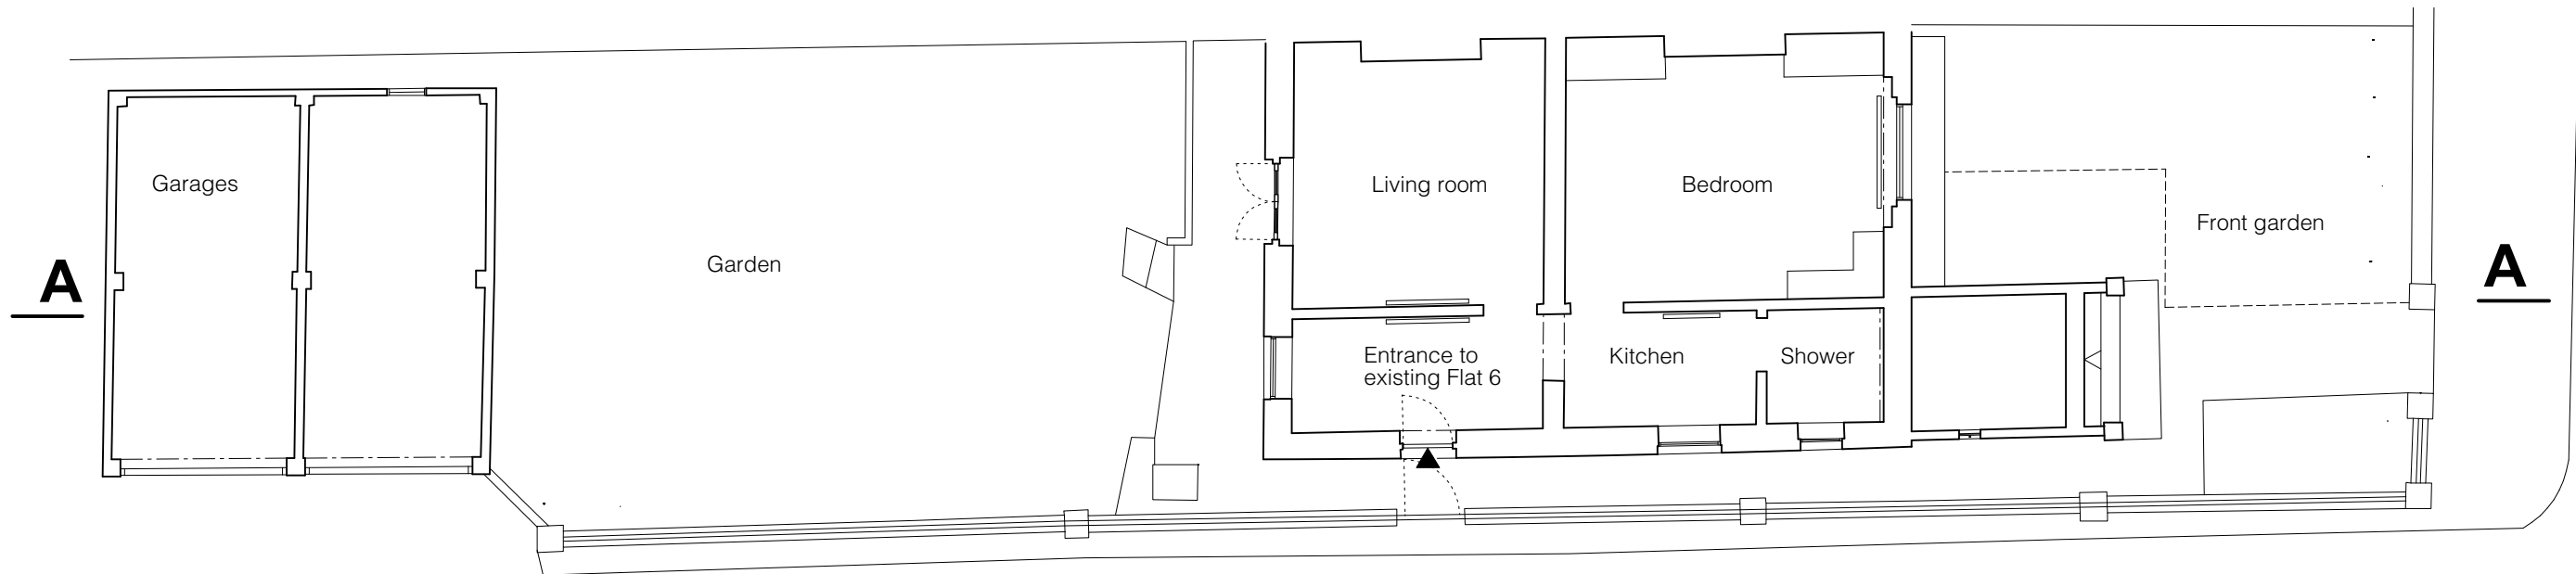 Garages
Living room
Bedroom
Front garden
A
Garden
A
Entrance to
existing Flat 6
Kitchen
Shower